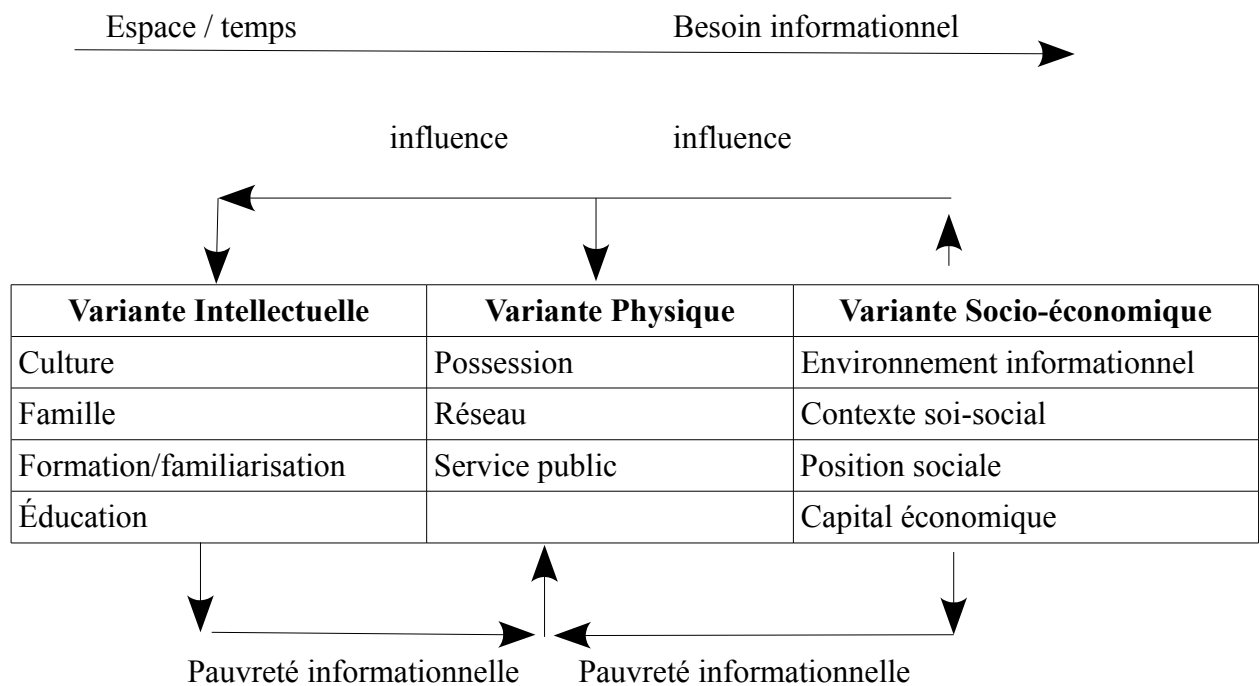 Espace / temps Besoin informationnel
influence influence
Variante Intellectuelle Variante Physique Variante Socio-économique
Culture Possession Environnement informationnel
Famille Réseau Contexte soi-social
Formation/familiarisation Service public Position sociale
Éducation Capital économique
Pauvreté informationnelle Pauvreté informationnelle